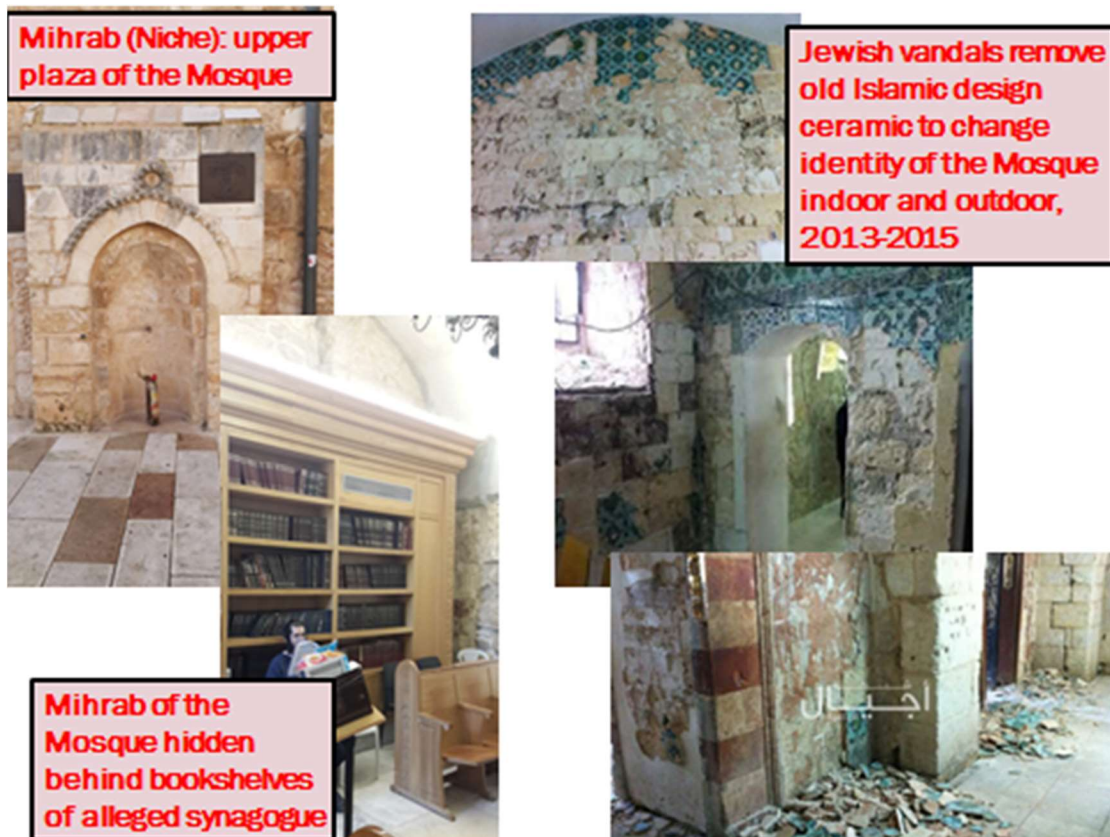 Mihrab (Niche): upper
plaza of the Mosque
Jewish vandals remove
old Islamic design
ceramic to change
identity of the Mosque
indoor and outdoor,
2013-2015
Mihrab of the
Mosque hidden
behind bookshelves
of alleged synagogue
أجيال